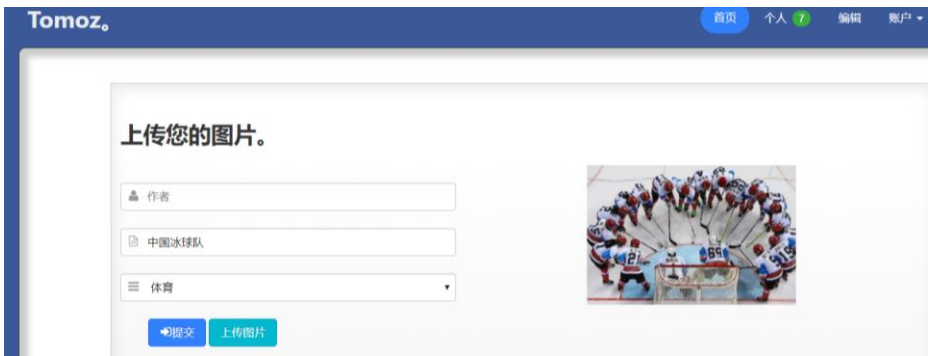 Tomoz。
首页 个人 7 编辑 账户
上传您的图片。
作者
中国冰球队
体育
提交 上传图片